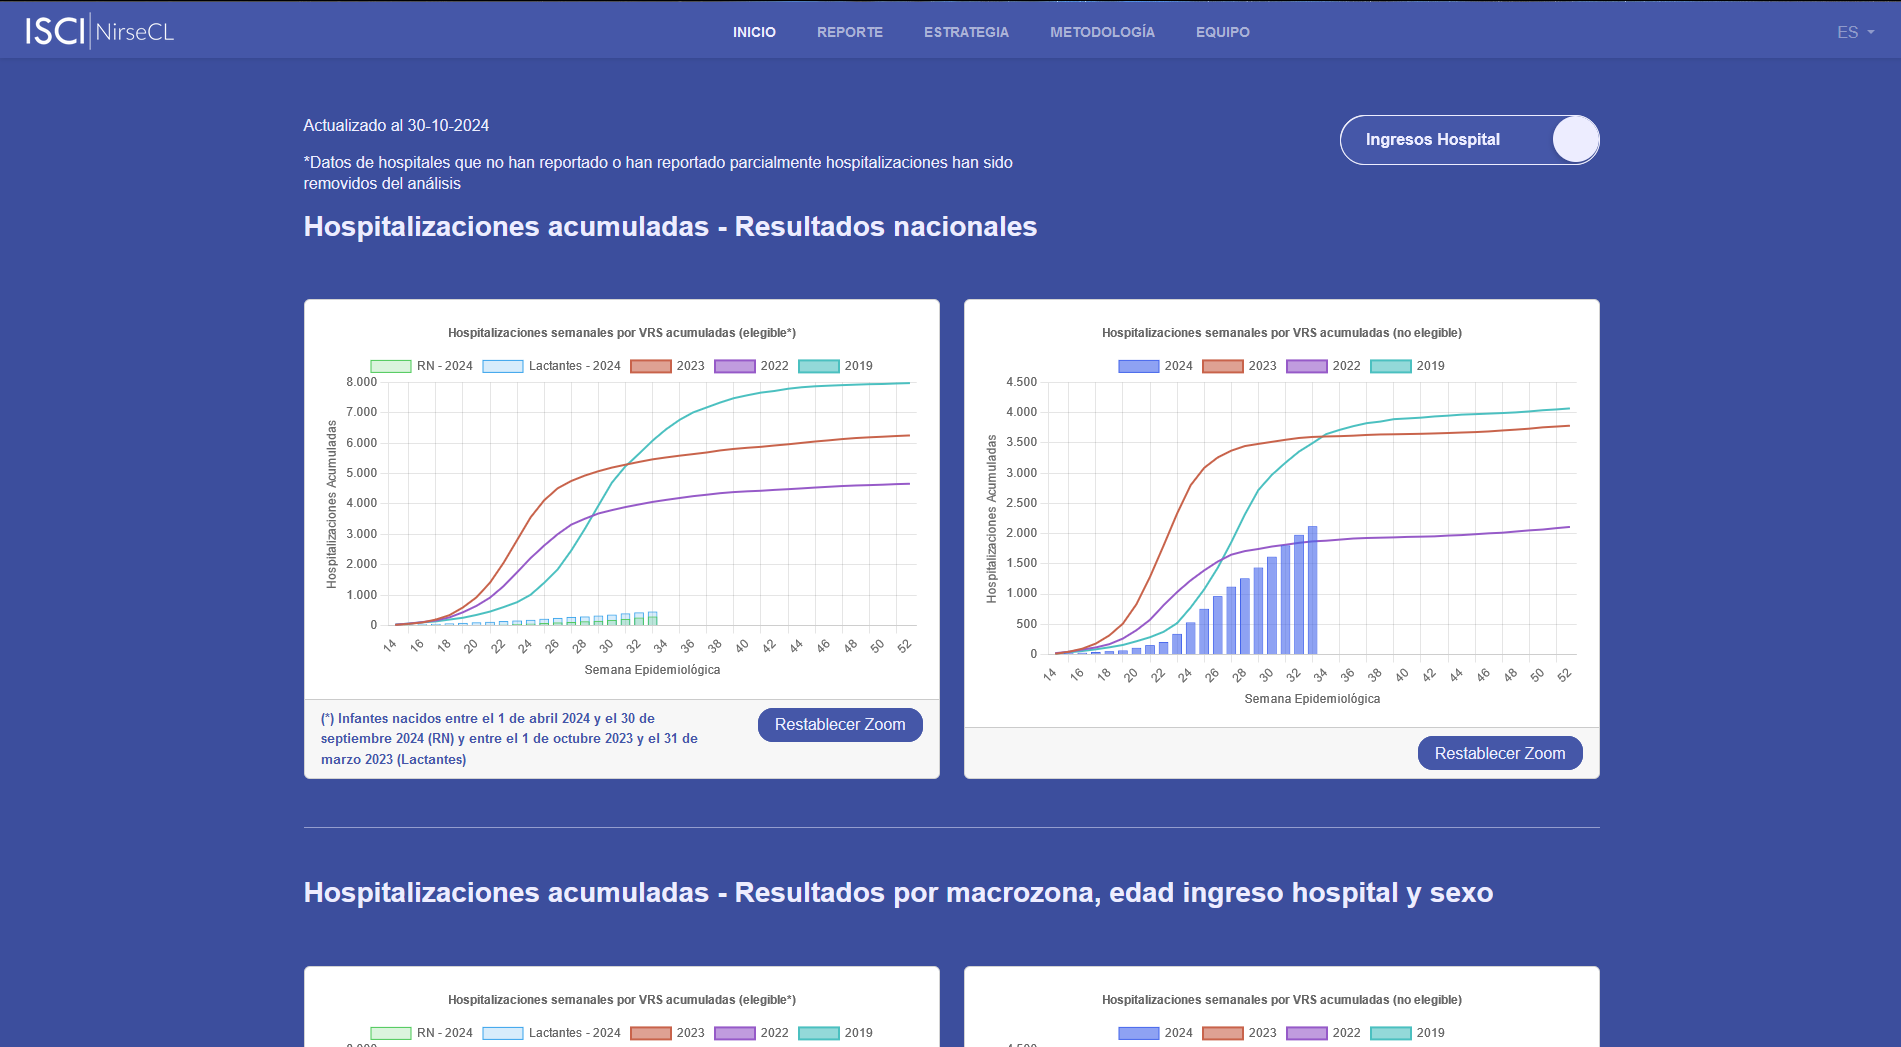 ISCI NirseCL
INICIO REPORTE ESTRATEGIA METODOLOGÍA EQUIPO
ES
Actualizado al 30-10-2024
Ingresos Hospital
*Datos de hospitales que no han reportado o han reportado parcialmente hospitalizaciones han sido
removidos del análisis
Hospitalizaciones acumuladas - Resultados nacionales
Hospitalizaciones semanales por VRS acumuladas (elegible*)
RN - 2024 Lactantes - 2024 2023 2022 2019
8.000
7.000
6.000
5.000
4.000
3.000
2.000
1.000
0
Hospitalizaciones Acumuladas
14 16 18 20 22 24 26 28 30 32 34 36 38 40 42 44 46 48 50 52
Semana Epidemiológica
(*) Infantes nacidos entre el 1 de abril 2024 y el 30 de
septiembre 2024 (RN) y entre el 1 de octubre 2023 y el 31 de
marzo 2023 (Lactantes)
Restablecer Zoom
Hospitalizaciones semanales por VRS acumuladas (no elegible)
2024 2023 2022 2019
4.500
4.000
3.500
3.000
2.500
2.000
1.500
1.000
500
0
Hospitalizaciones Acumuladas
14 16 18 20 22 24 26 28 30 32 34 36 38 40 42 44 46 48 50 52
Semana Epidemiológica
Restablecer Zoom
Hospitalizaciones acumuladas - Resultados por macrozona, edad ingreso hospital y sexo
Hospitalizaciones semanales por VRS acumuladas (elegible*)
RN - 2024 Lactantes - 2024 2023 2022 2019
Hospitalizaciones semanales por VRS acumuladas (no elegible)
2024 2023 2022 2019